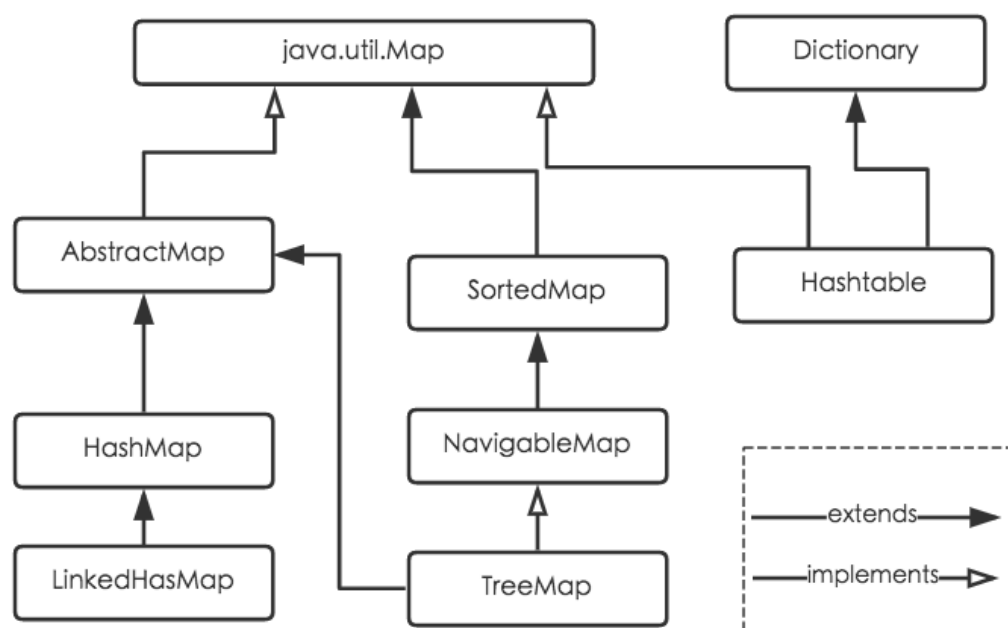 java.util.Map
Dictionary
AbstractMap
SortedMap
Hashtable
HashMap
NavigableMap
LinkedHasMap
TreeMap
extends
implements